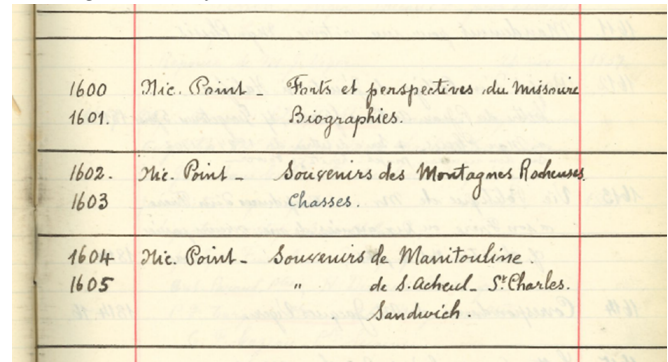 1600 Nic. Point - Forts et perspectives du Missouri
1601. Biographies.
1602. Nic. Point - Souvenirs des Montagnes Rocheuses.
1603 Chasses.
1604 Nic. Point - Souvenirs de Manitouline.
1605 " de S. Acheul - St Charles.
Sandwich.